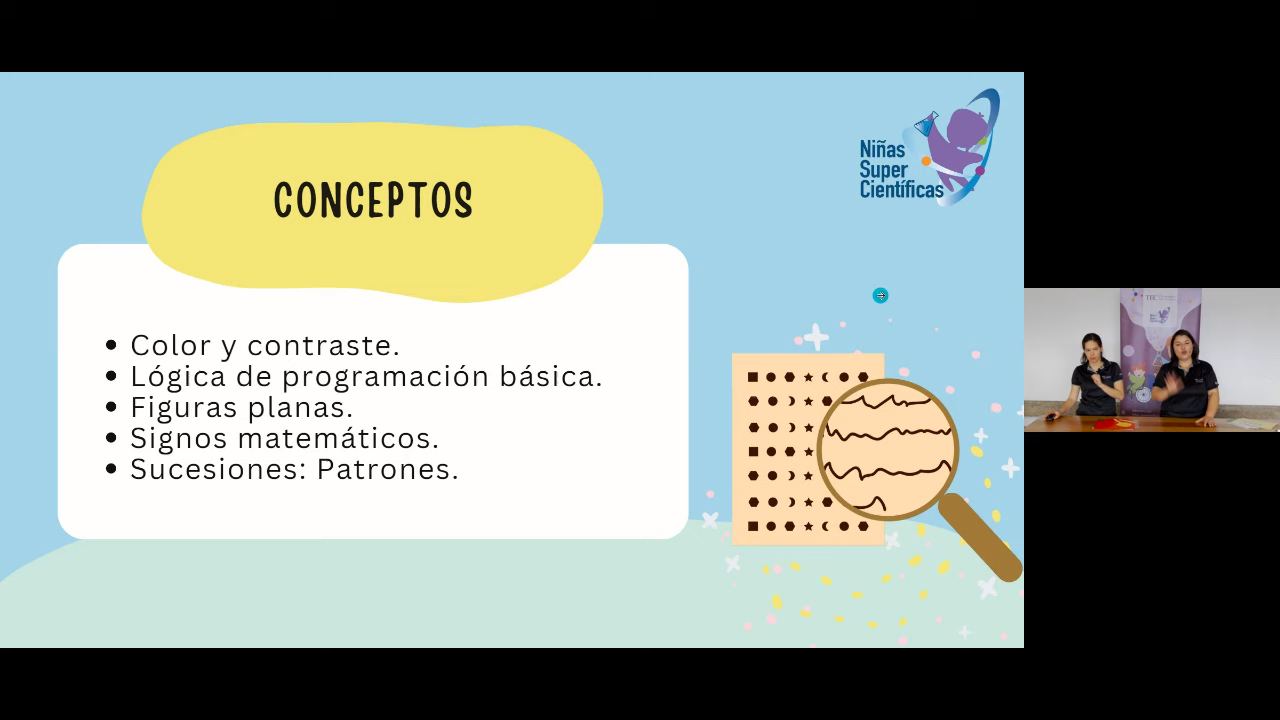 CONCEPTOS
Niñas
Super
Científicas
Color y contraste.
Lógica de programación básica.
Figuras planas.
Signos matemáticos.
Sucesiones: Patrones.